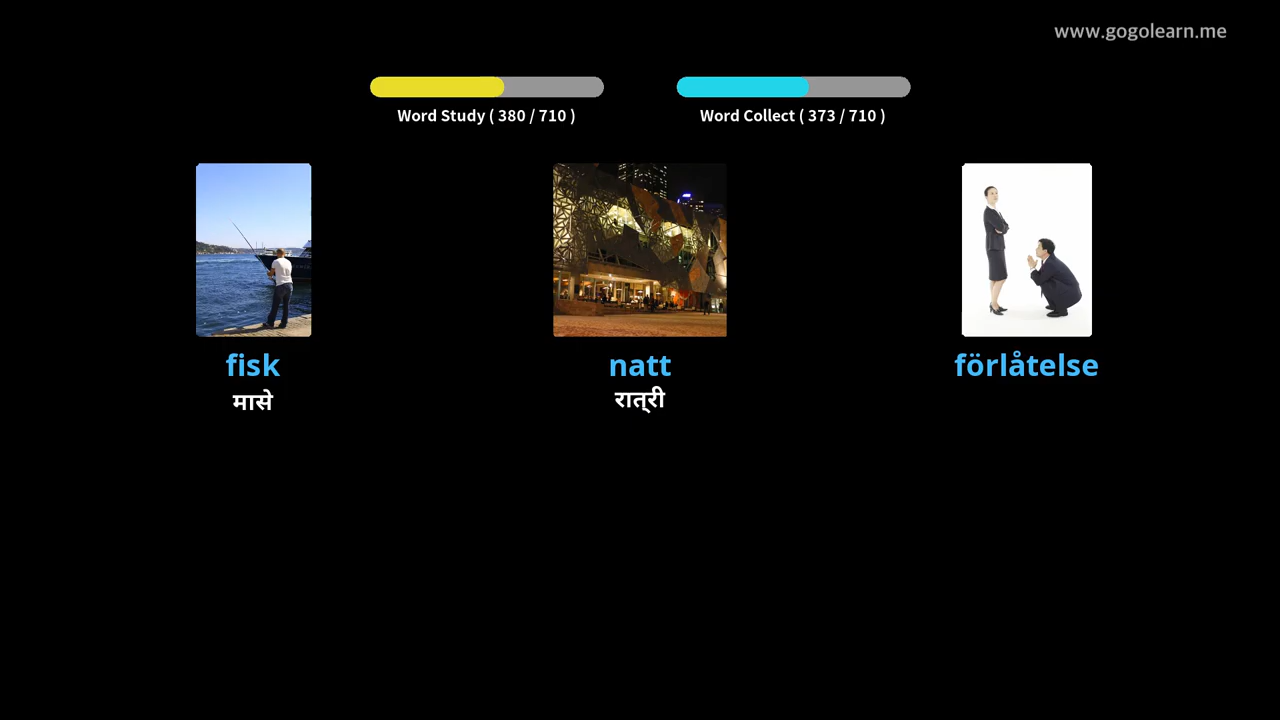 www.gogolearn.me
Word Study ( 380 / 710 )
Word Collect ( 373 / 710 )
fisk
natt
förlåtelse
मासे
रात्री